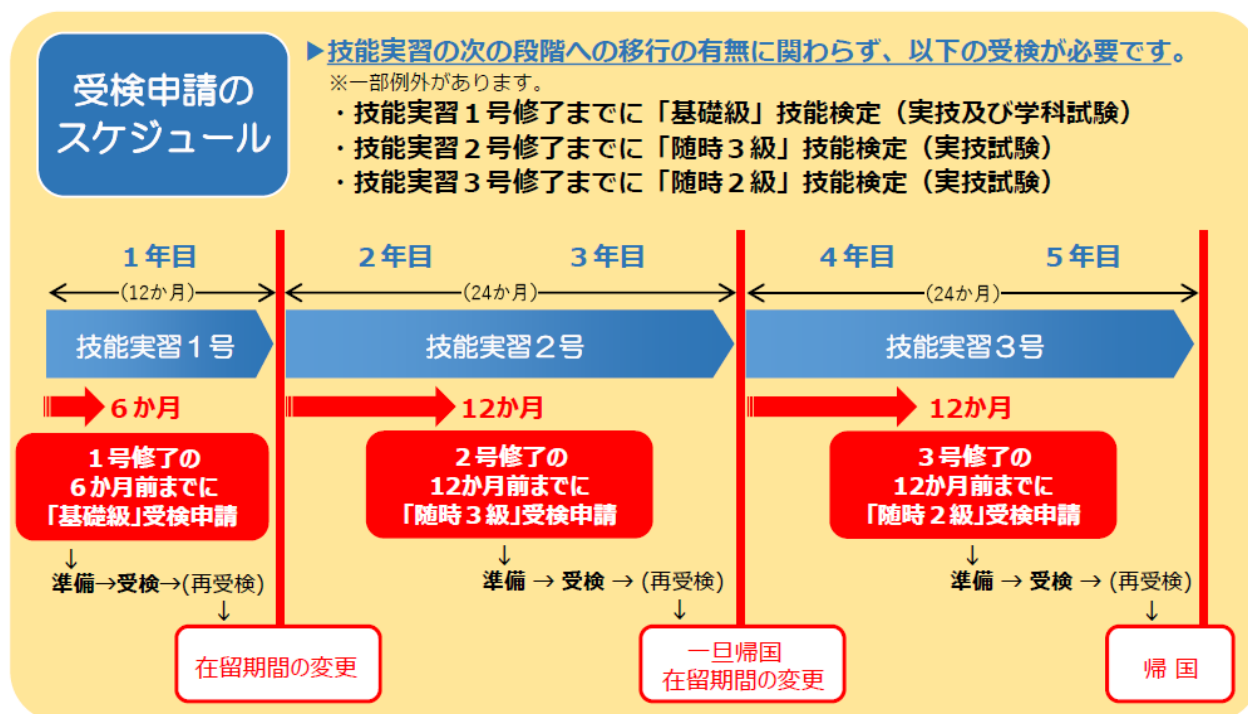 受検申請の
スケジュール
▶技能実習の次の段階への移行の有無に関わらず、以下の受検が必要です。
※一部例外があります。
・技能実習１号修了までに「基礎級」技能検定（実技及び学科試験）
・技能実習２号修了までに「随時３級」技能検定（実技試験）
・技能実習３号修了までに「随時２級」技能検定（実技試験）
１年目
２年目
３年目
４年目
５年目
(12か月)
(24か月)
(24か月)
技能実習１号
技能実習２号
技能実習３号
６か月
12か月
12か月
１号修了の
６か月前までに
「基礎級」受検申請
２号修了の
12か月前までに
「随時３級」受検申請
３号修了の
12か月前までに
「随時２級」受検申請
↓
↓
↓
準備→受検→(再受検)
準備 → 受検 → (再受検)
準備 → 受検 → (再受検)
↓
↓
↓
在留期間の変更
一旦帰国
在留期間の変更
帰 国